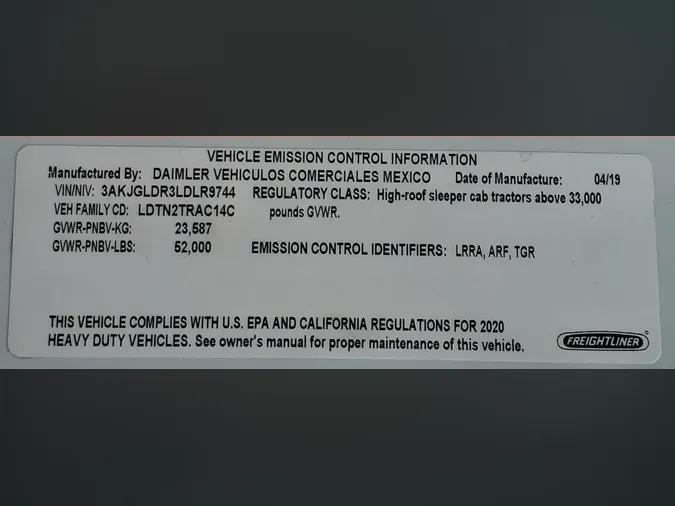 VEHICLE EMISSION CONTROL INFORMATION
Manufactured By: DAIMLER VEHICULOS COMERCIALES MEXICO Date of Manufacture: 04/19
VIN/NIV: 3AKJGLDR3LDLR9744 REGULATORY CLASS: High-roof sleeper cab tractors above 33,000
VEH FAMILY CD: LDTN2TRAC14C pounds GVWR.
GVWR-PNBV-KG: 23,587
GVWR-PNBV-LBS: 52,000 EMISSION CONTROL IDENTIFIERS: LRRA, ARF, TGR
THIS VEHICLE COMPLIES WITH U.S. EPA AND CALIFORNIA REGULATIONS FOR 2020
HEAVY DUTY VEHICLES. See owner's manual for proper maintenance of this vehicle.
FREIGHTLINER